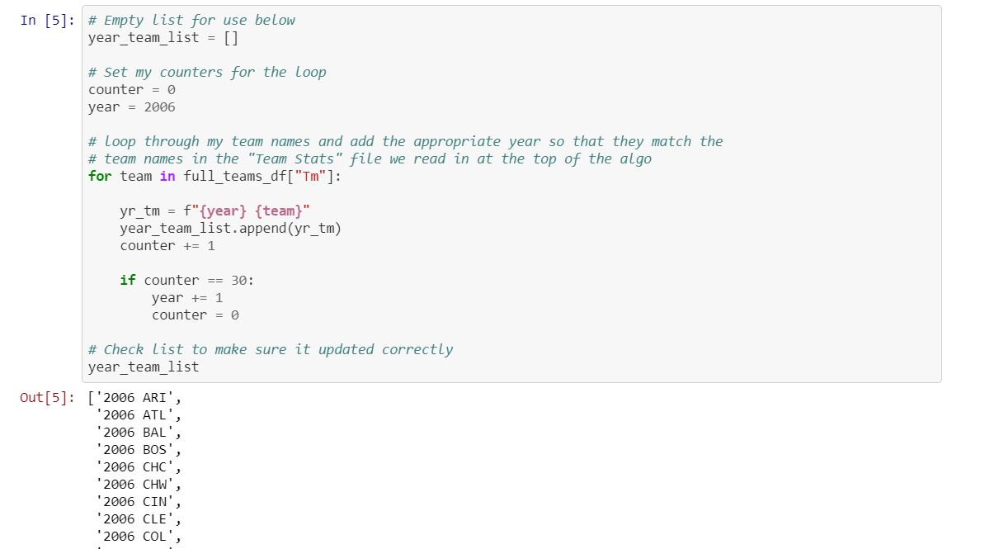 In [5]: # Empty list for use below
year_team_list = []
# Set my counters for the loop
counter = 0
year = 2006
# loop through my team names and add the appropriate year so that they match the
# team names in the "Team Stats" file we read in at the top of the algo
for team in full_teams_df["Tm"]:
yr_tm = f"{year} {team}"
year_team_list.append(yr_tm)
counter += 1
if counter == 30:
year += 1
counter = 0
# Check list to make sure it updated correctly
year_team_list
Out[5]: ['2006 ARI',
'2006 ATL',
'2006 BAL',
'2006 BOS',
'2006 CHC',
'2006 CHW',
'2006 CIN',
'2006 CLE',
'2006 COL',